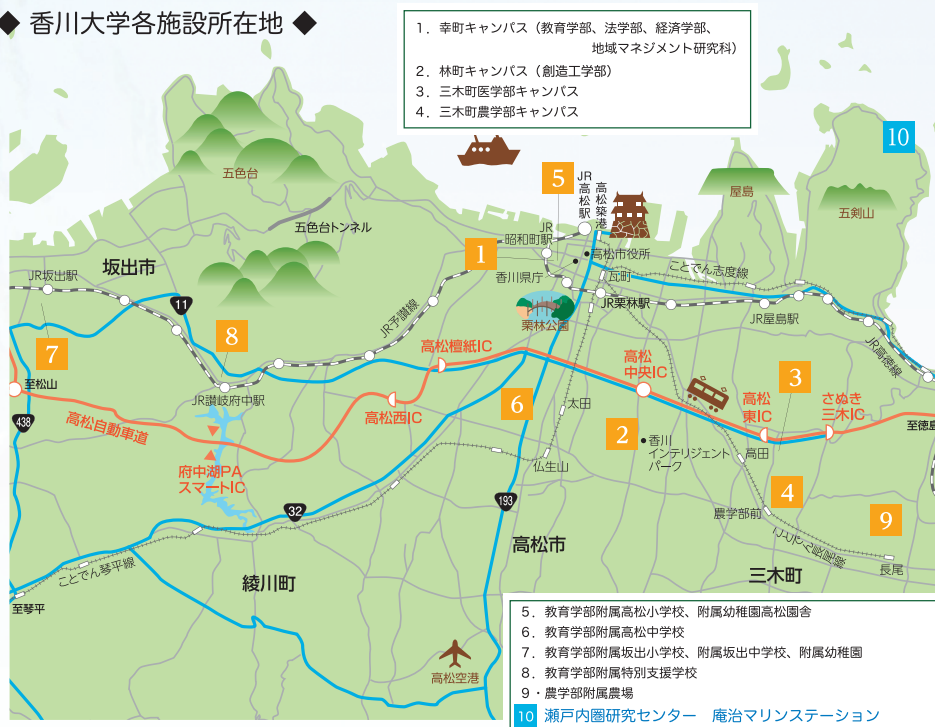 ◆ 香川大学各施設所在地 ◆
1．幸町キャンパス（教育学部、法学部、経済学部、
地域マネジメント研究科）
2．林町キャンパス（創造工学部）
3．三木町医学部キャンパス
4．三木町農学部キャンパス
10
五色台
5
JR
高松駅
高松築港
屋島
五剣山
五色台トンネル
JR
昭和町駅
1
高松市役所
ことでん志度線
坂出市
JR坂出駅
香川県庁
瓦町
11
JR予讃線
栗林公園
JR栗林駅
JR屋島駅
JR高徳線
7
8
高松檀紙IC
高松
中央IC
3
至松山
JR讃岐府中駅
高松西IC
6
太田
高松
東IC
さぬき
三木IC
438
高松自動車道
2
香川
インテリジェント
パーク
至徳島
高田
府中湖PA
スマートIC
仏生山
32
193
4
農学部前
9
ことでん長尾線
長尾
高松市
ことでん琴平線
綾川町
三木町
至琴平
高松空港
5．教育学部附属高松小学校、附属幼稚園高松園舎
6．教育学部附属高松中学校
7．教育学部附属坂出小学校、附属坂出中学校、附属幼稚園
8．教育学部附属特別支援学校
9・農学部附属農場
10 瀬戸内圏研究センター　庵治マリンステーション